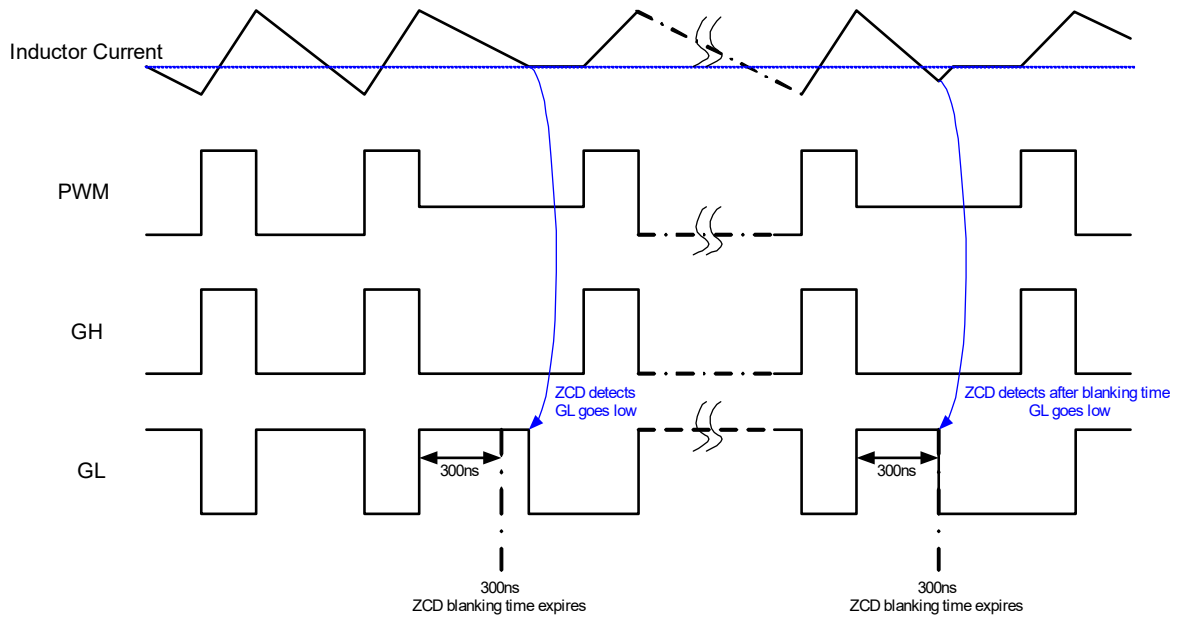 Inductor Current
PWM
GH
ZCD detects
GL goes low
ZCD detects after blanking time
GL goes low
GL
300ns
300ns
300ns
ZCD blanking time expires
300ns
ZCD blanking time expires